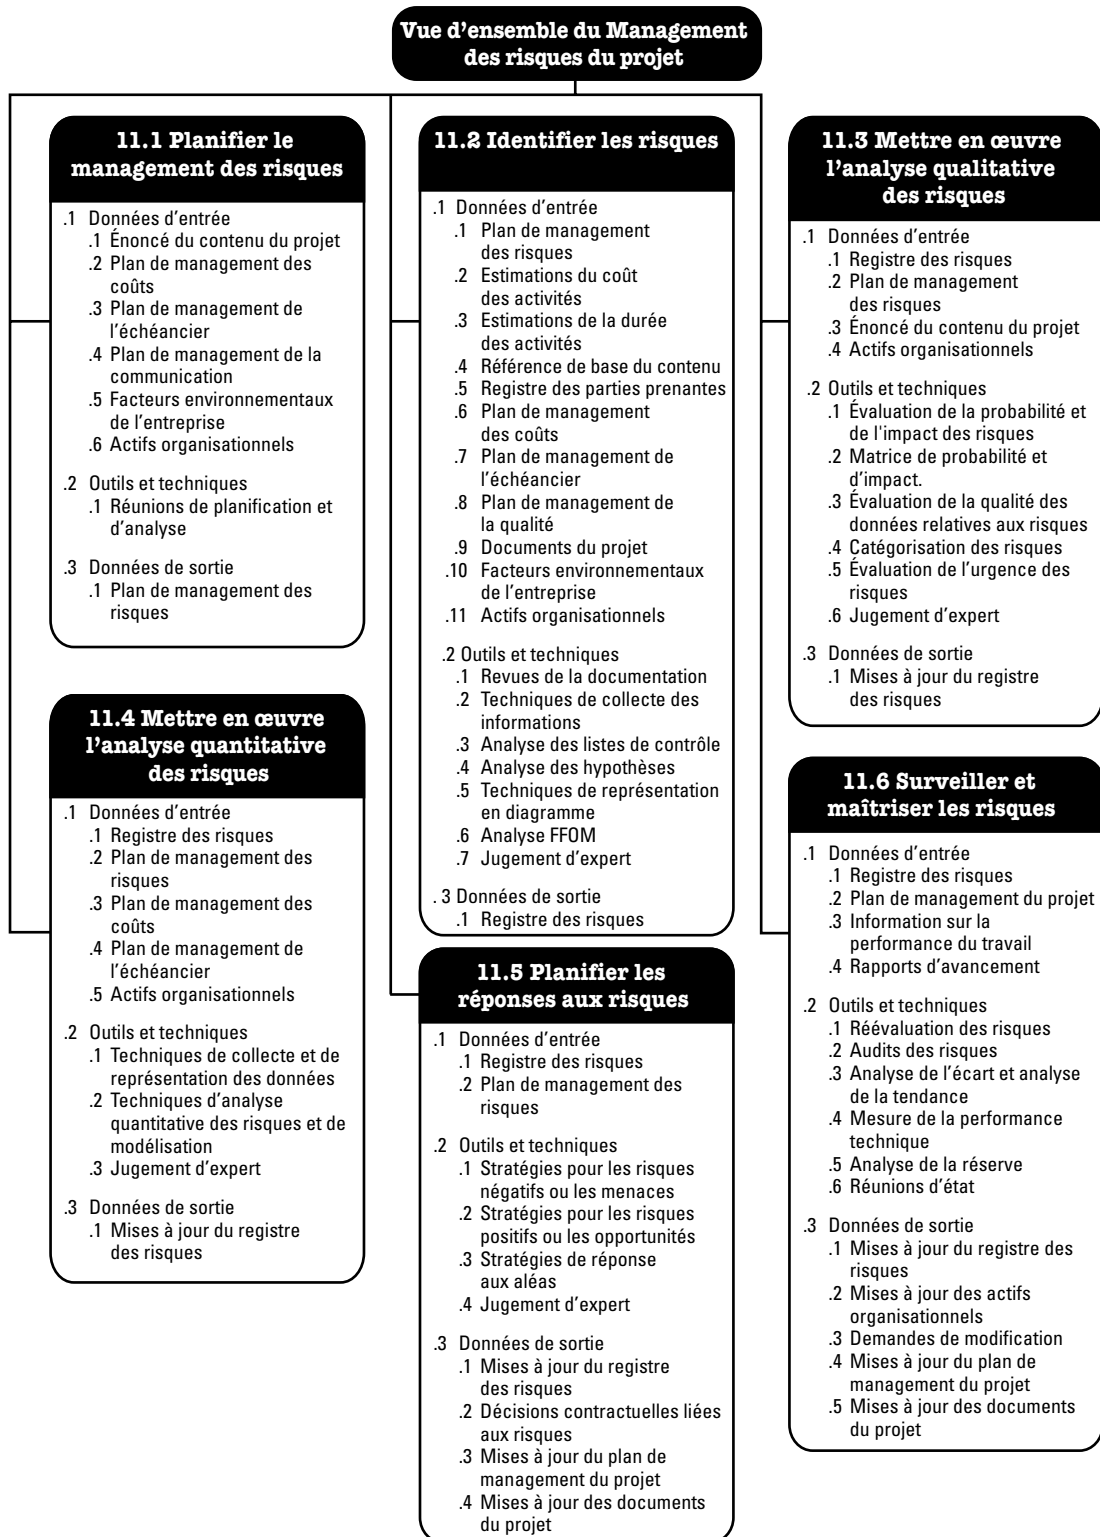 Vue d'ensemble du Management
des risques du projet
11.1 Planifier le
management des risques
.1 Données d'entrée
.1 Énoncé du contenu du projet
.2 Plan de management des
coûts
.3 Plan de management de
l'échéancier
.4 Plan de management de la
communication
.5 Facteurs environnementaux
de l'entreprise
.6 Actifs organisationnels
.2 Outils et techniques
.1 Réunions de planification et
d'analyse
.3 Données de sortie
.1 Plan de management des
risques
11.2 Identifier les risques
.1 Données d'entrée
.1 Plan de management
des risques
.2 Estimations du coût
des activités
.3 Estimations de la durée
des activités
.4 Référence de base du contenu
.5 Registre des parties prenantes
.6 Plan de management
des coûts
.7 Plan de management de
l'échéancier
.8 Plan de management de
la qualité
.9 Documents du projet
.10 Facteurs environnementaux
de l'entreprise
.11 Actifs organisationnels
.2 Outils et techniques
.1 Revues de la documentation
.2 Techniques de collecte des
informations
.3 Analyse des listes de contrôle
.4 Analyse des hypothèses
.5 Techniques de représentation
en diagramme
.6 Analyse FFOM
.7 Jugement d'expert
. 3 Données de sortie
.1 Registre des risques
11.3 Mettre en œuvre
l'analyse qualitative
des risques
.1 Données d'entrée
.1 Registre des risques
.2 Plan de management
des risques
.3 Énoncé du contenu du projet
.4 Actifs organisationnels
.2 Outils et techniques
.1 Évaluation de la probabilité et
de l'impact des risques
.2 Matrice de probabilité et
d'impact.
.3 Évaluation de la qualité des
données relatives aux risques
.4 Catégorisation des risques
.5 Évaluation de l'urgence des
risques
.6 Jugement d'expert
.3 Données de sortie
.1 Mises à jour du registre
des risques
11.4 Mettre en œuvre
l'analyse quantitative
des risques
.1 Données d'entrée
.1 Registre des risques
.2 Plan de management des
risques
.3 Plan de management des
coûts
.4 Plan de management de
l'échéancier
.5 Actifs organisationnels
.2 Outils et techniques
.1 Techniques de collecte et de
représentation des données
.2 Techniques d'analyse
quantitative des risques et de
modélisation
.3 Jugement d'expert
.3 Données de sortie
.1 Mises à jour du registre
des risques
11.5 Planifier les
réponses aux risques
.1 Données d'entrée
.1 Registre des risques
.2 Plan de management des
risques
.2 Outils et techniques
.1 Stratégies pour les risques
négatifs ou les menaces
.2 Stratégies pour les risques
positifs ou les opportunités
.3 Stratégies de réponse
aux aléas
.4 Jugement d'expert
.3 Données de sortie
.1 Mises à jour du registre
des risques
.2 Décisions contractuelles liées
aux risques
.3 Mises à jour du plan de
management du projet
.4 Mises à jour des documents
du projet
11.6 Surveiller et
maîtriser les risques
.1 Données d'entrée
.1 Registre des risques
.2 Plan de management du projet
.3 Information sur la
performance du travail
.4 Rapports d'avancement
.2 Outils et techniques
.1 Réévaluation des risques
.2 Audits des risques
.3 Analyse de l'écart et analyse
de la tendance
.4 Mesure de la performance
technique
.5 Analyse de la réserve
.6 Réunions d'état
.3 Données de sortie
.1 Mises à jour du registre des
risques
.2 Mises à jour des actifs
organisationnels
.3 Demandes de modification
.4 Mises à jour du plan de
management du projet
.5 Mises à jour des documents
du projet